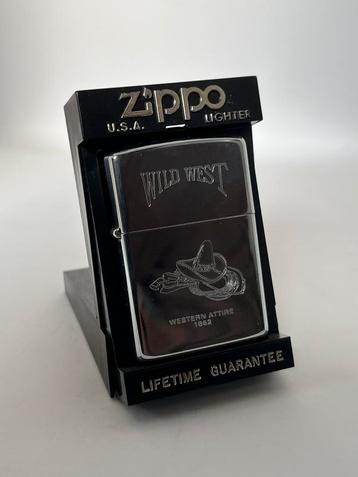 Zippo
U.S.A. LIGHTER
WILD WEST
WESTERN ATTIRE
1862
LIFETIME GUARANTEE